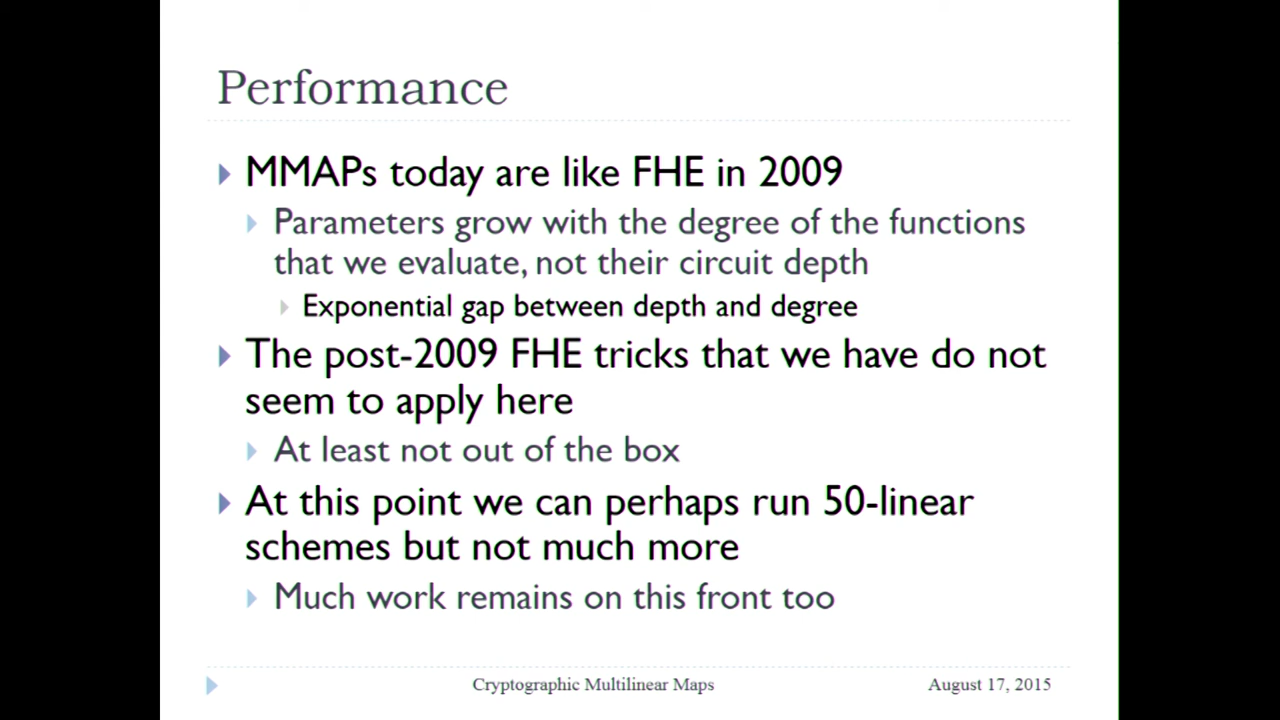 Performance
MMAPs today are like FHE in 2009
Parameters grow with the degree of the functions
that we evaluate, not their circuit depth
Exponential gap between depth and degree
The post-2009 FHE tricks that we have do not
seem to apply here
At least not out of the box
At this point we can perhaps run 50-linear
schemes but not much more
Much work remains on this front too
Cryptographic Multilinear Maps
August 17, 2015